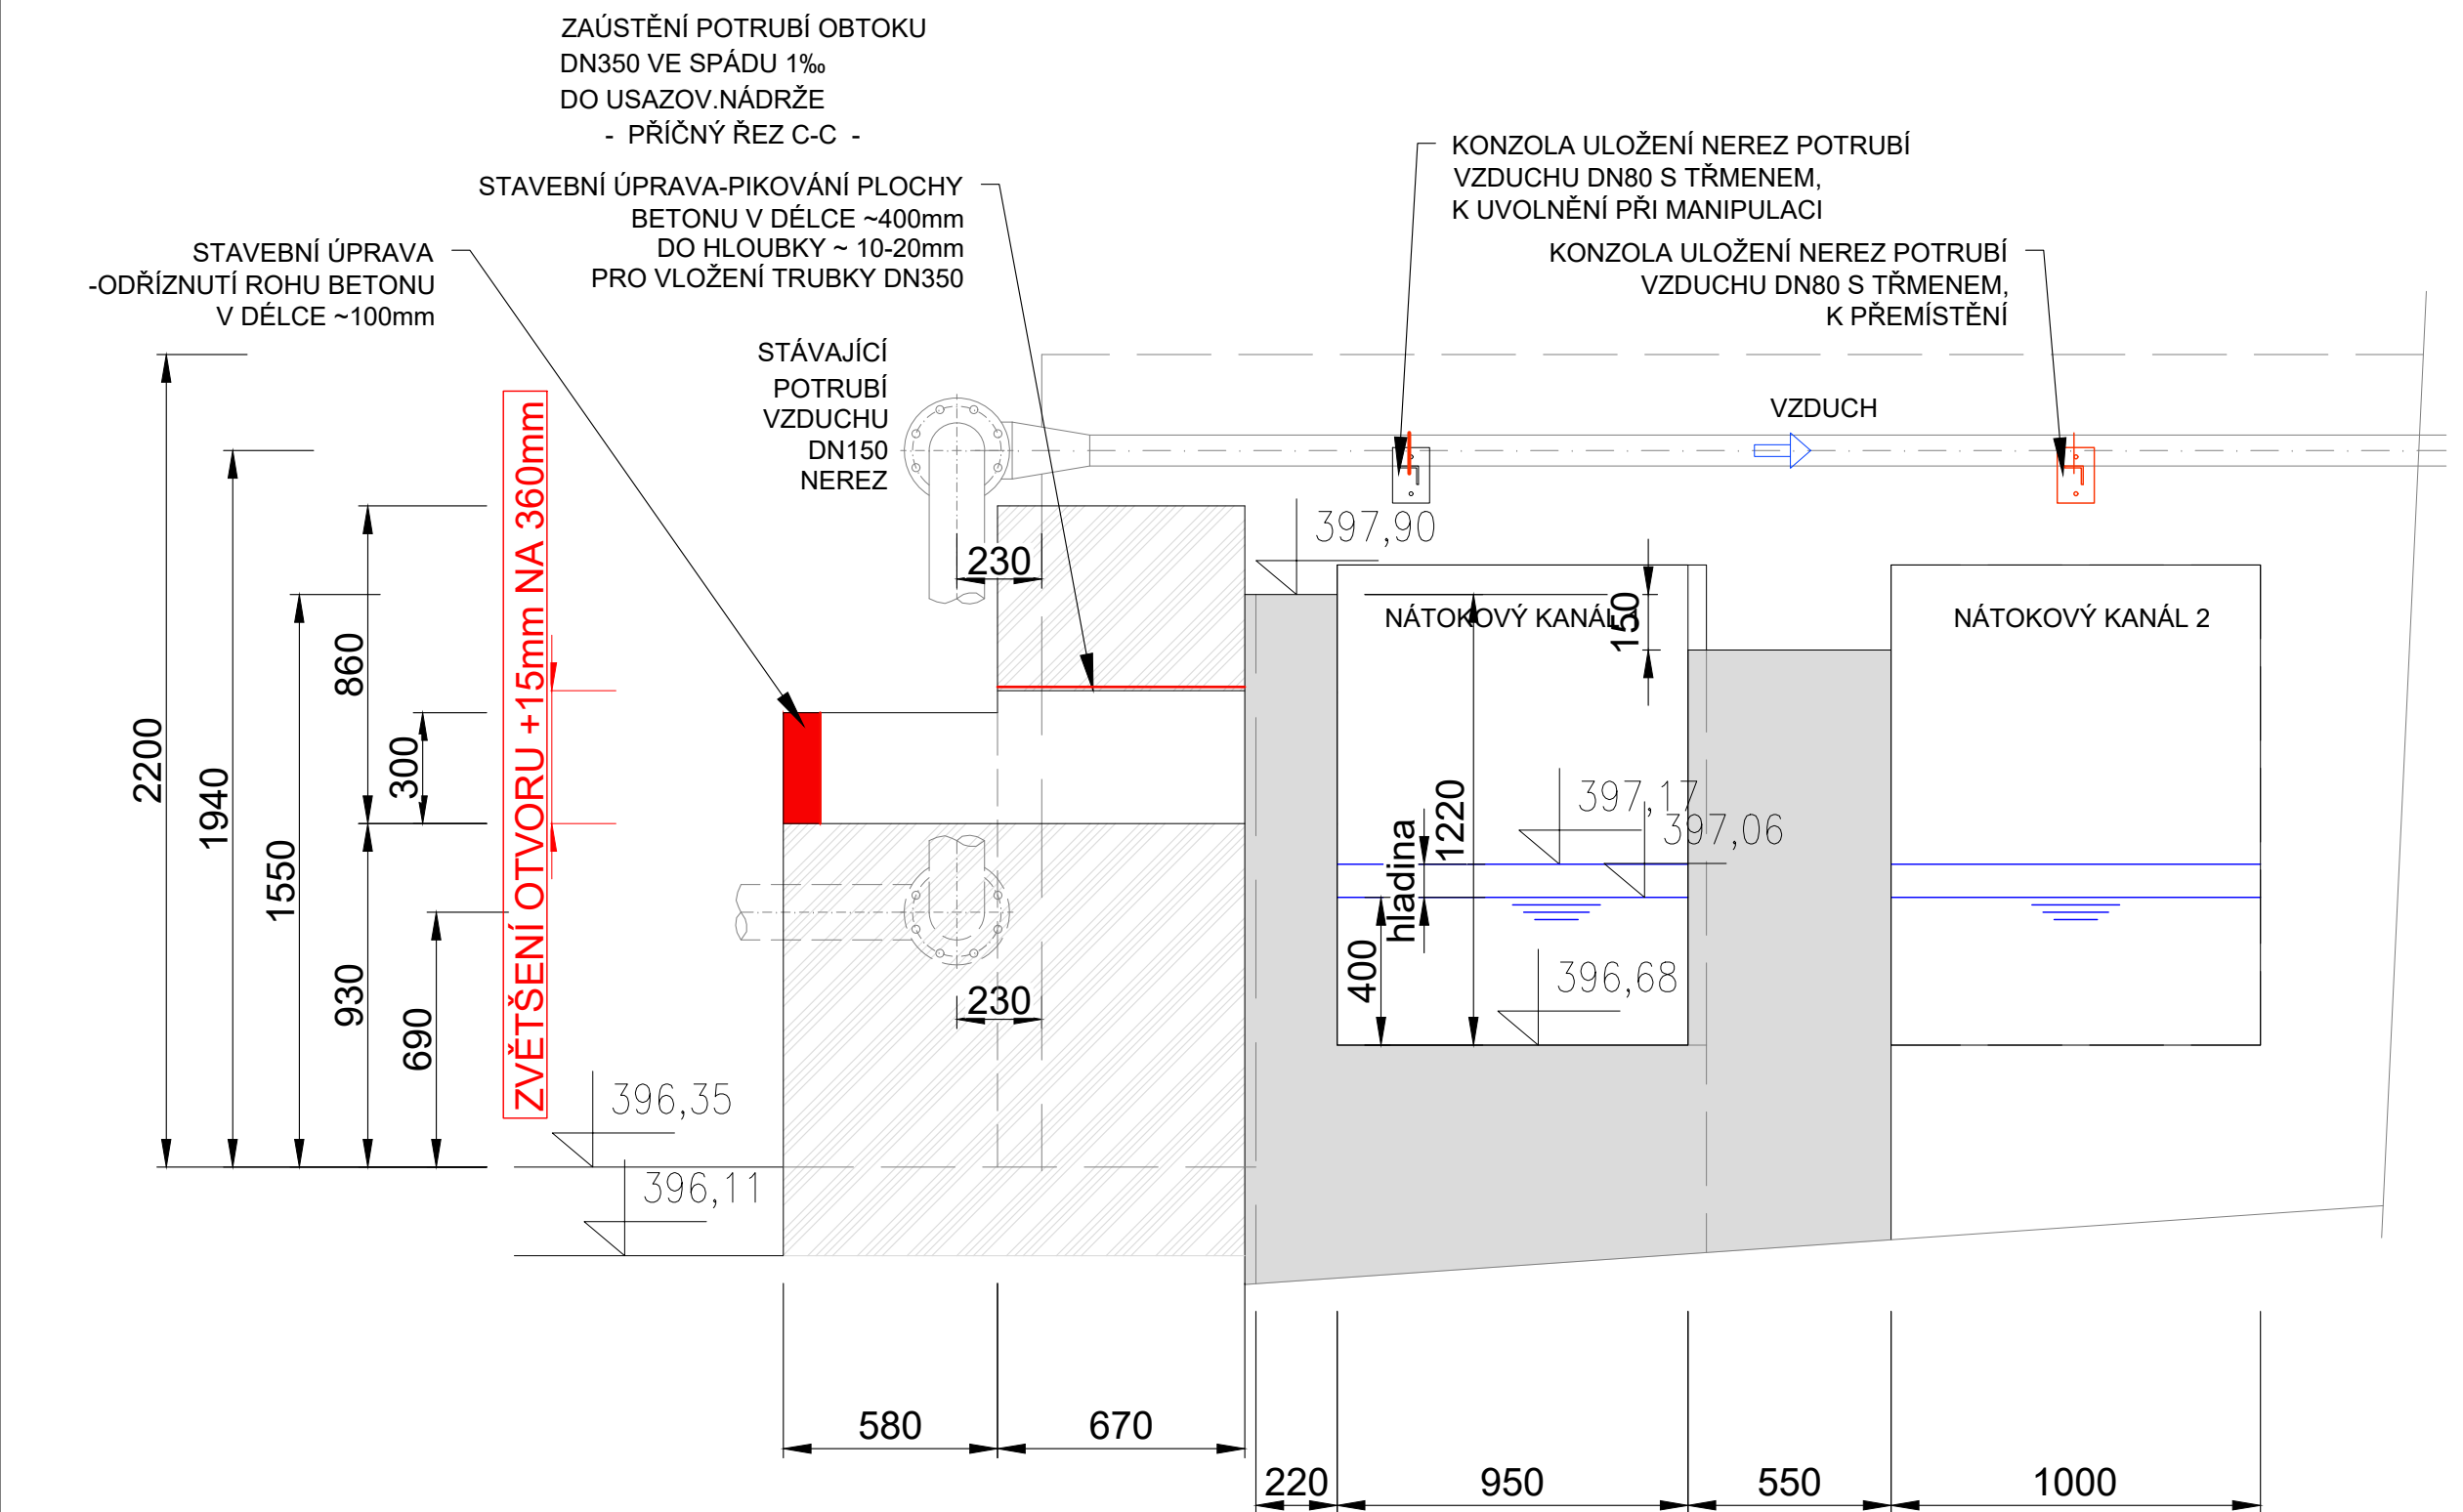 ZAÚSTĚNÍ POTRUBÍ OBTOKU
DN350 VE SPÁDU 1‰
DO USAZOV.NÁDRŽE
- PŘÍČNÝ ŘEZ C-C -
STAVEBNÍ ÚPRAVA-PIKOVÁNÍ PLOCHY
BETONU V DÉLCE ~400mm
DO HLOUBKY ~ 10-20mm
PRO VLOŽENÍ TRUBKY DN350
STAVEBNÍ ÚPRAVA
-ODŘÍZNUTÍ ROHU BETONU
V DÉLCE ~100mm
KONZOLA ULOŽENÍ NEREZ POTRUBÍ
VZDUCHU DN80 S TŘMENEM,
K UVOLNĚNÍ PŘI MANIPULACI
KONZOLA ULOŽENÍ NEREZ POTRUBÍ
VZDUCHU DN80 S TŘMENEM,
K PŘEMÍSTĚNÍ
STÁVAJÍCÍ
POTRUBÍ
VZDUCHU
DN150
NEREZ
VZDUCH
2200
1940
1550
860
300
930
690
ZVĚTŠENÍ OTVORU +15mm NA 360mm
230
397,90
NÁTOKOVÝ KANÁL
150
NÁTOKOVÝ KANÁL 2
397,17
397,06
1220
hladina
400
396,68
230
396,35
396,11
580
670
220
950
550
1000